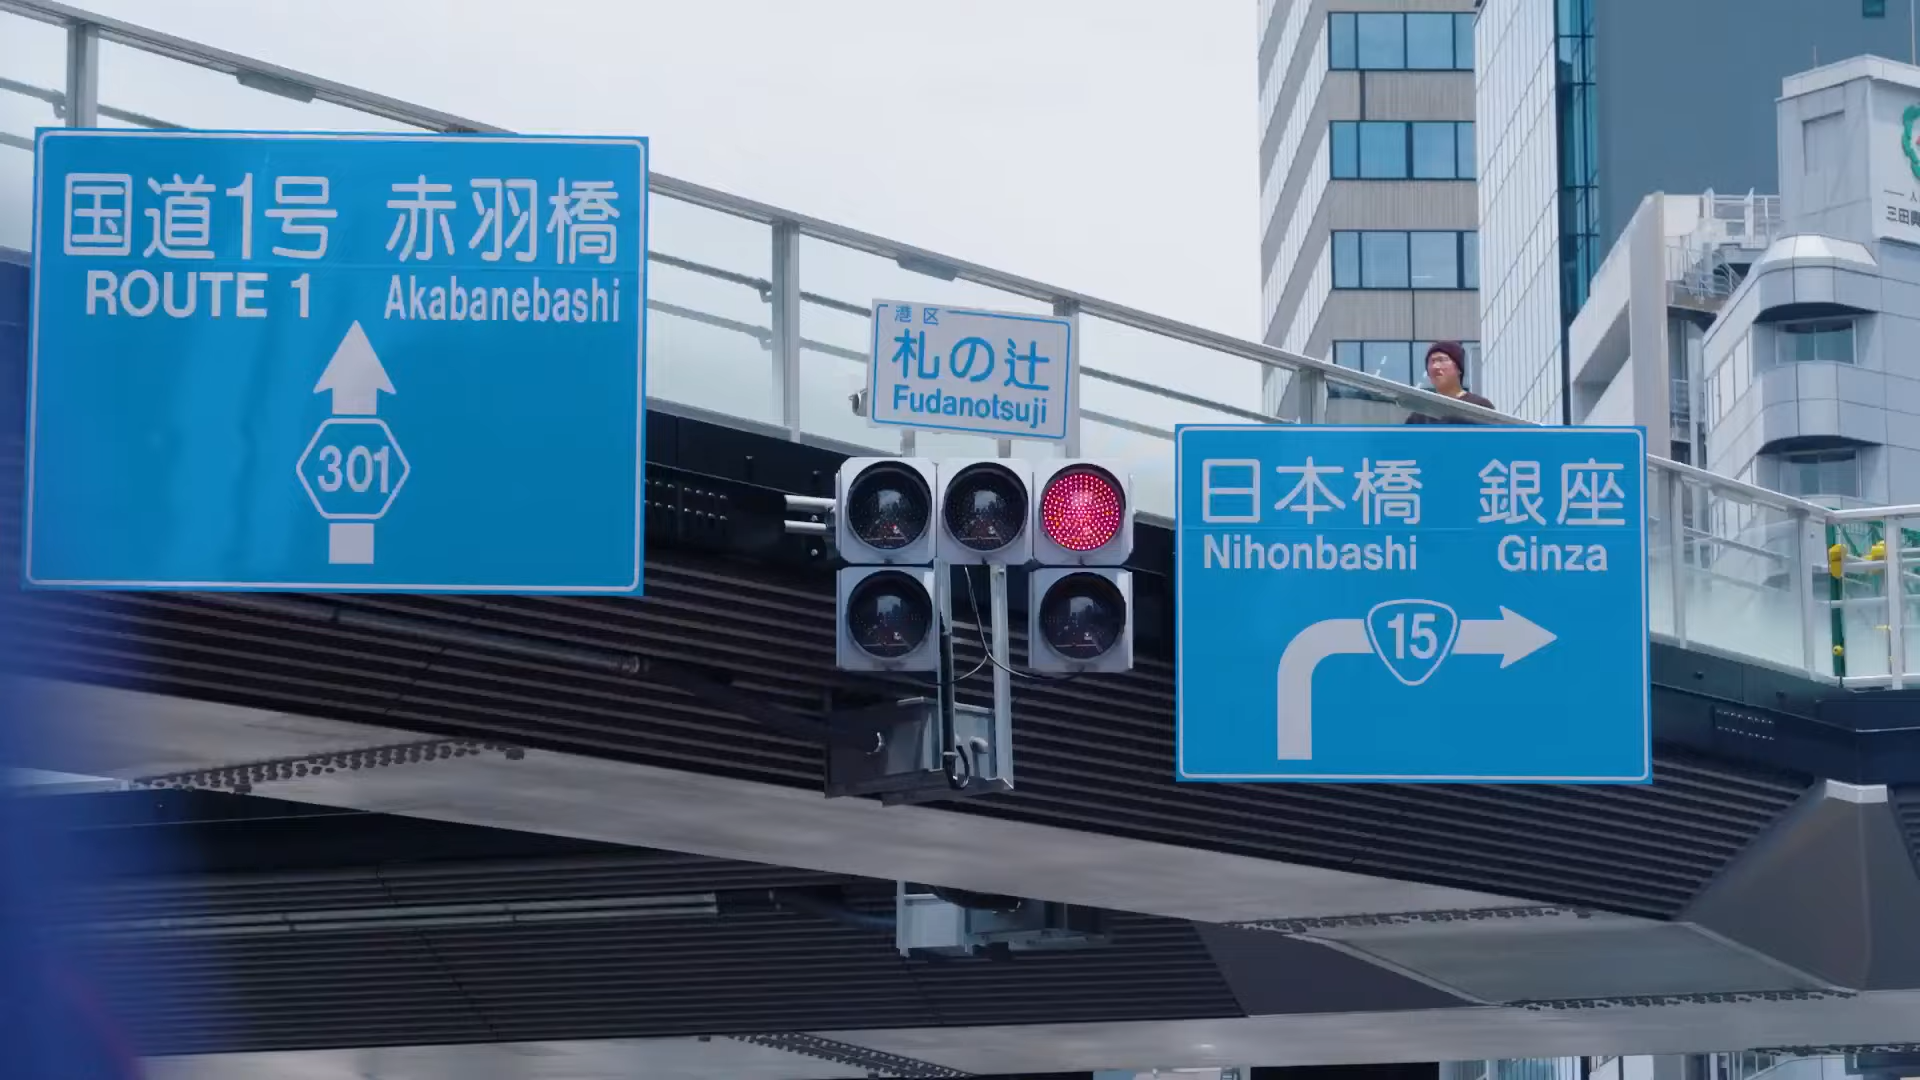 国道1号 赤羽橋
ROUTE 1 Akabanebashi
301
港区
札の辻
Fudanotsuji
日本橋 銀座
Nihonbashi Ginza
15